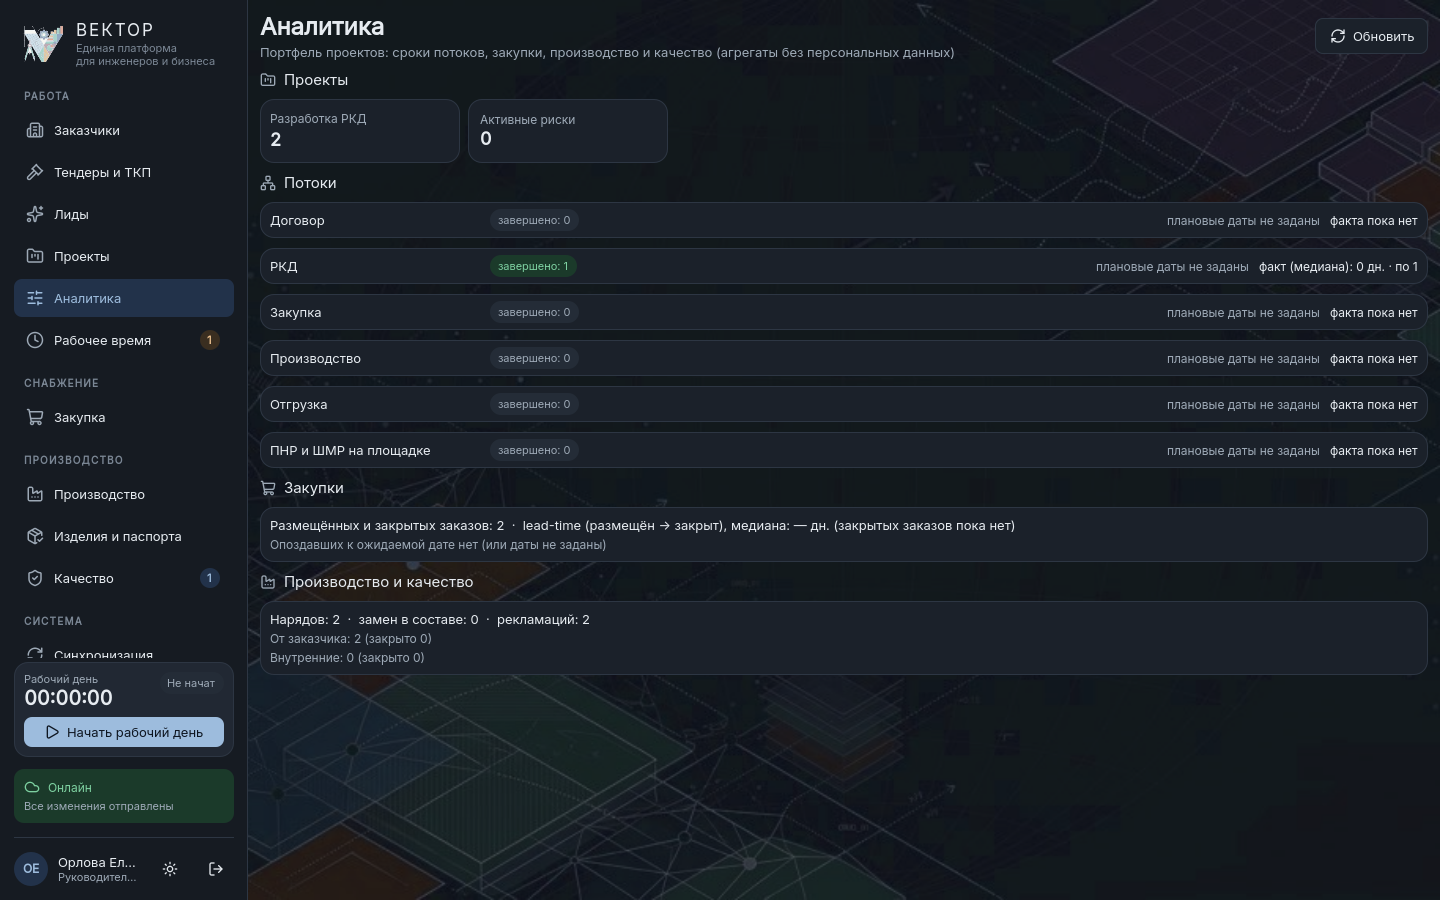 ВЕКТОР
Единая платформа
для инженеров и бизнеса
РАБОТА
Заказчики
Тендеры и ТКП
Лиды
Проекты
Аналитика
Рабочее время 1
СНАБЖЕНИЕ
Закупка
ПРОИЗВОДСТВО
Производство
Изделия и паспорта
Качество 1
СИСТЕМА
Синхронизация
Рабочий день
Не начат
00:00:00
Начать рабочий день
Онлайн
Все изменения отправлены
ОЕ
Орлова Ел...
Руководител...
Аналитика
Портфель проектов: сроки потоков, закупки, производство и качество (агрегаты без персональных данных)
Обновить
Проекты
Разработка РКД
2
Активные риски
0
Потоки
Договор завершено: 0 плановые даты не заданы факта пока нет
РКД завершено: 1 плановые даты не заданы факт (медиана): 0 дн. · по 1
Закупка завершено: 0 плановые даты не заданы факта пока нет
Производство завершено: 0 плановые даты не заданы факта пока нет
Отгрузка завершено: 0 плановые даты не заданы факта пока нет
ПНР и ШМР на площадке завершено: 0 плановые даты не заданы факта пока нет
Закупки
Размещённых и закрытых заказов: 2 · lead-time (размещён → закрыт), медиана: — дн. (закрытых заказов пока нет)
Опоздавших к ожидаемой дате нет (или даты не заданы)
Производство и качество
Нарядов: 2 · замен в составе: 0 · рекламаций: 2
От заказчика: 2 (закрыто 0)
Внутренние: 0 (закрыто 0)